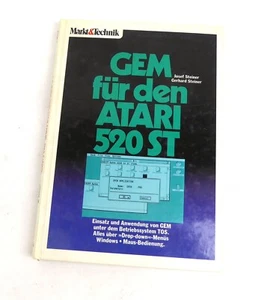 Markt&Technik
Josef Steiner
Gerhard Steiner
GEM
für den
ATARI
520 ST
Einsatz und Anwendung von GEM
unter dem Betriebssystem TOS.
Alles über »Drop-down«-Menüs
Windows • Maus-Bedienung.